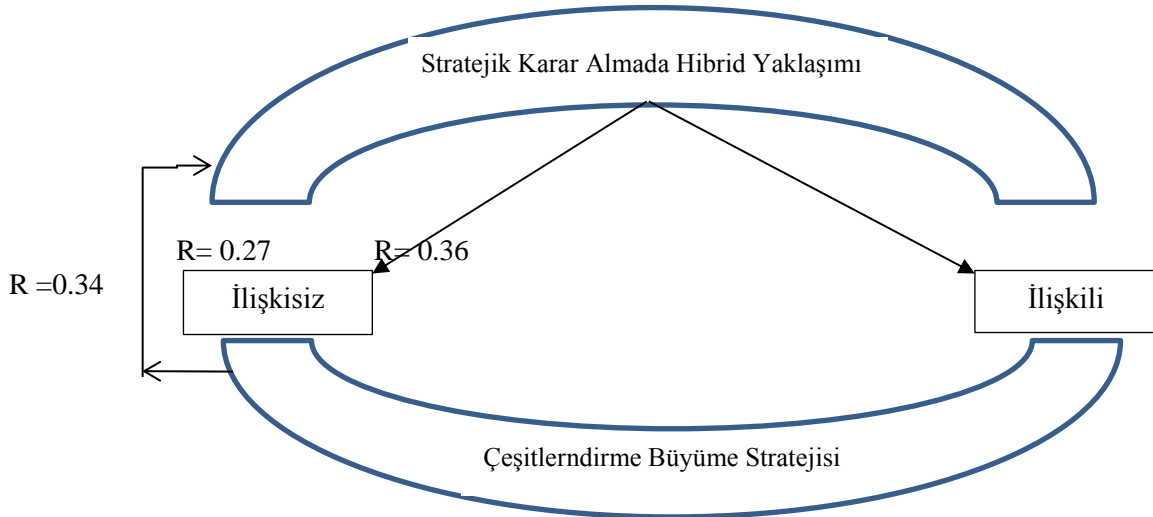 Stratejik Karar Almada Hibrid Yaklaşımı
R= 0.27
R= 0.36
R =0.34
İlişkisiz
İlişkili
Çeşitlerndirme Büyüme Stratejisi